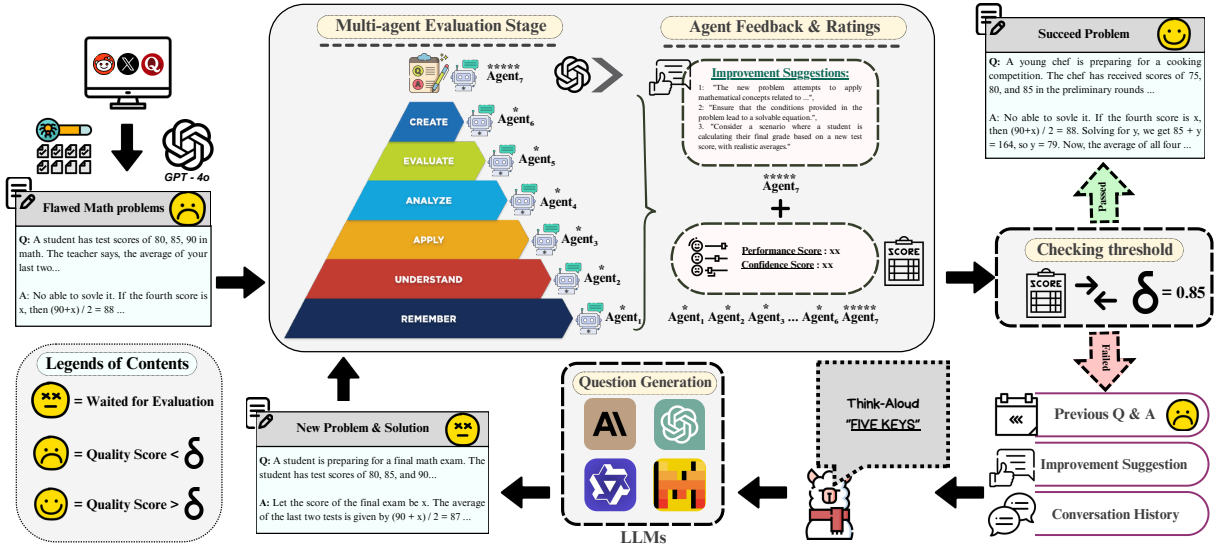 Multi-agent Evaluation Stage
*****
Agent7
CREATE
*
Agent6
EVALUATE
*
Agent5
ANALYZE
*
Agent4
APPLY
*
Agent3
UNDERSTAND
*
Agent2
REMEMBER
*
Agent1
Agent Feedback & Ratings
Improvement Suggestions:
1: "The new problem attempts to apply
mathematical concepts related to ...",
2: "Ensure that the conditions provided in the
problem lead to a solvable equation.",
3. "Consider a scenario where a student is
calculating their final grade based on a new test
score, with realistic averages."
*****
Agent7
+
Performance Score : xx
Confidence Score : xx
SCORE
* * * * *****
Agent1 Agent2 Agent3 ... Agent6 Agent7
GPT - 4o
Flawed Math problems
Q: A student has test scores of 80, 85, 90 in
math. The teacher says, the average of your
last two...
A: No able to sovle it. If the fourth score is
x, then (90+x) / 2 = 88 ...
Succeed Problem
Q: A young chef is preparing for a cooking
competition. The chef has received scores of 75,
80, and 85 in the preliminary rounds ...
A: No able to sovle it. If the fourth score is x,
then (90+x) / 2 = 88. Solving for y, we get 85 + y
= 164, so y = 79. Now, the average of all four ...
Passed
Checking threshold
SCORE
δ = 0.85
Failed
Previous Q & A
Improvement Suggestion
Conversation History
Think-Aloud
"FIVE KEYS"
Question Generation
LLMs
New Problem & Solution
Q: A student is preparing for a final math exam. The
student has test scores of 80, 85, and 90...
A: Let the score of the final exam be x. The average
of the last two tests is given by (90 + x) / 2 = 87 ...
Legends of Contents
= Waited for Evaluation
= Quality Score < δ
= Quality Score > δ